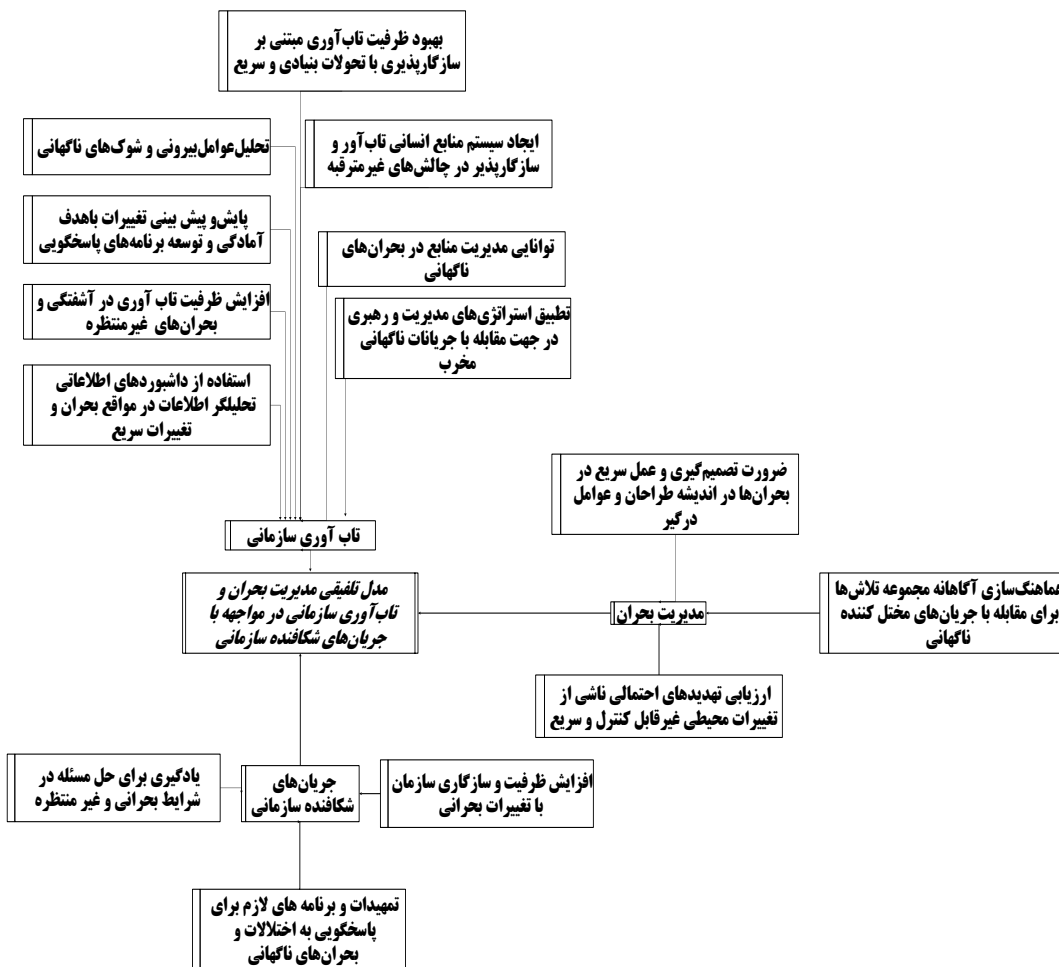 بهبود ظرفیت تاب‌آوری مبتنی بر
سازگارپذیری با تحولات بنیادی و سریع
ایجاد سیستم منابع انسانی تاب‌آور و
سازگارپذیر در چالش‌های غیرمترقبه
تحلیل‌عوامل‌بیرونی و شوک‌های ناگهانی
پایش‌و پیش بینی تغییرات باهدف
آمادگی و توسعه برنامه‌های پاسخگویی
توانایی مدیریت منابع در بحران‌های
ناگهانی
افزایش ظرفیت تاب آوری در آشفتگی و
بحران‌های غیرمنتظره
تطبیق استراتژی‌های مدیریت و رهبری
در جهت مقابله با جریانات ناگهانی
مخرب
استفاده از داشبوردهای اطلاعاتی
تحلیلگر اطلاعات در مواقع بحران و
تغییرات سریع
ضرورت تصمیم‌گیری و عمل سریع در
بحران‌ها در اندیشه طراحان و عوامل
درگیر
تاب آوری سازمانی
مدل تلفیقی مدیریت بحران و
تاب‌آوری سازمانی در مواجهه با
جریان‌های شکافنده سازمانی
مدیریت بحران
هماهنگ‌سازی آگاهانه مجموعه تلاش‌ها
برای مقابله با جریان‌های مختل کننده
ناگهانی
ارزیابی تهدیدهای احتمالی ناشی از
تغییرات محیطی غیرقابل کنترل و سریع
افزایش ظرفیت و سازگاری سازمان
با تغییرات بحرانی
جریان‌های
شکافنده سازمانی
یادگیری برای حل مسئله در
شرایط بحرانی و غیر منتظره
تمهیدات و برنامه های لازم برای
پاسخگویی به اختلالات و
بحران‌های ناگهانی